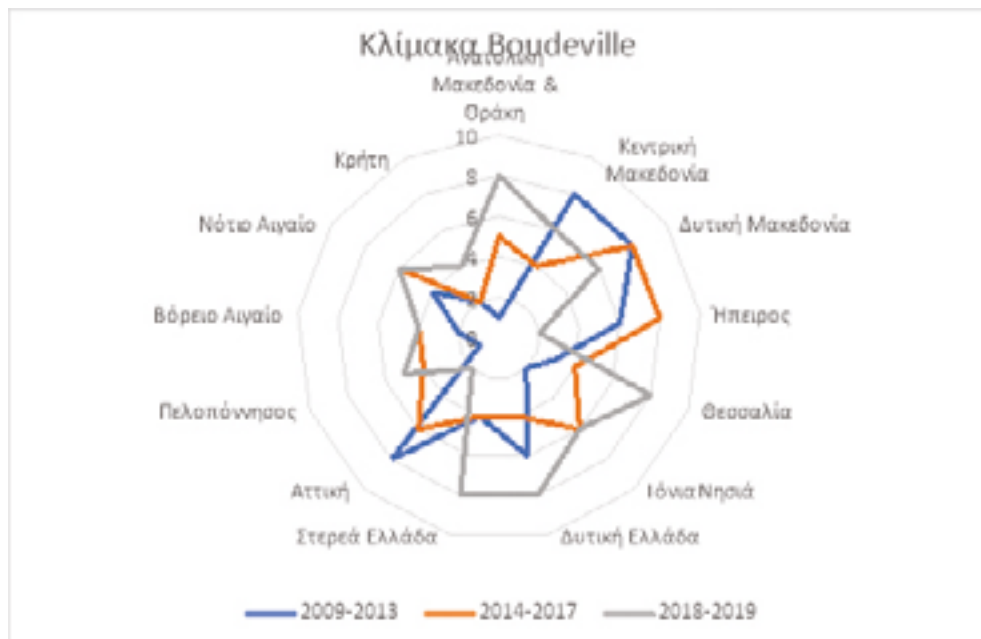 Κλίμακα Boudeville
Ανατολική
Μακεδονία &
Θράκη
10
8
6
4
2
0
Κεντρική
Μακεδονία
Δυτική Μακεδονία
Ήπειρος
Θεσσαλία
Ιόνια Νησιά
Δυτική Ελλάδα
Στερεά Ελλάδα
Αττική
Πελοπόννησος
Βόρειο Αιγαίο
Νότιο Αιγαίο
Κρήτη
2009-2013
2014-2017
2018-2019